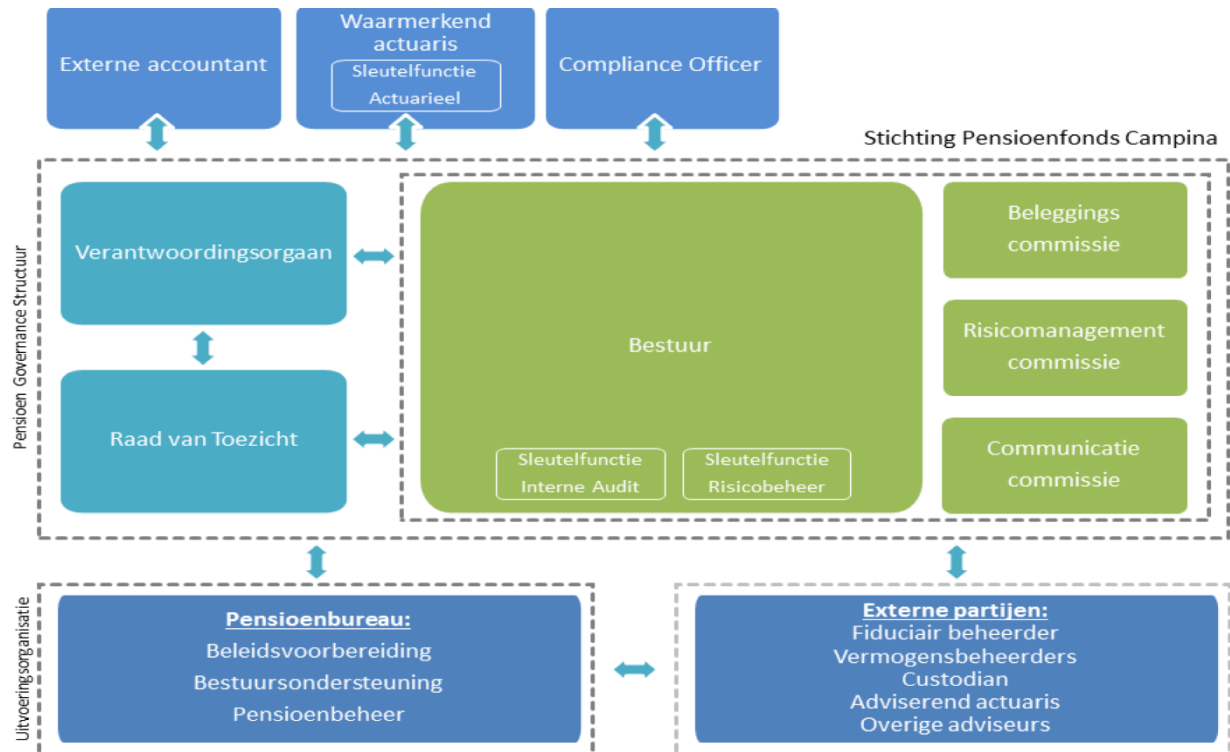 Externe accountant
Waarmerkend
actuaris
Sleutelfunctie
Actuarieel
Compliance Officer
Stichting Pensioenfonds Campina
Pensioen Governance Structuur
Verantwoordingsorgaan
Raad van Toezicht
Bestuur
Sleutelfunctie
Interne Audit
Sleutelfunctie
Risicobeheer
Beleggings
commissie
Risicomanagement
commissie
Communicatie
commissie
Uitvoeringsorganisatie
Pensioenbureau:
Beleidsvoorbereiding
Bestuursondersteuning
Pensioenbeheer
Externe partijen:
Fiduciair beheerder
Vermogensbeheerders
Custodian
Adviserend actuaris
Overige adviseurs